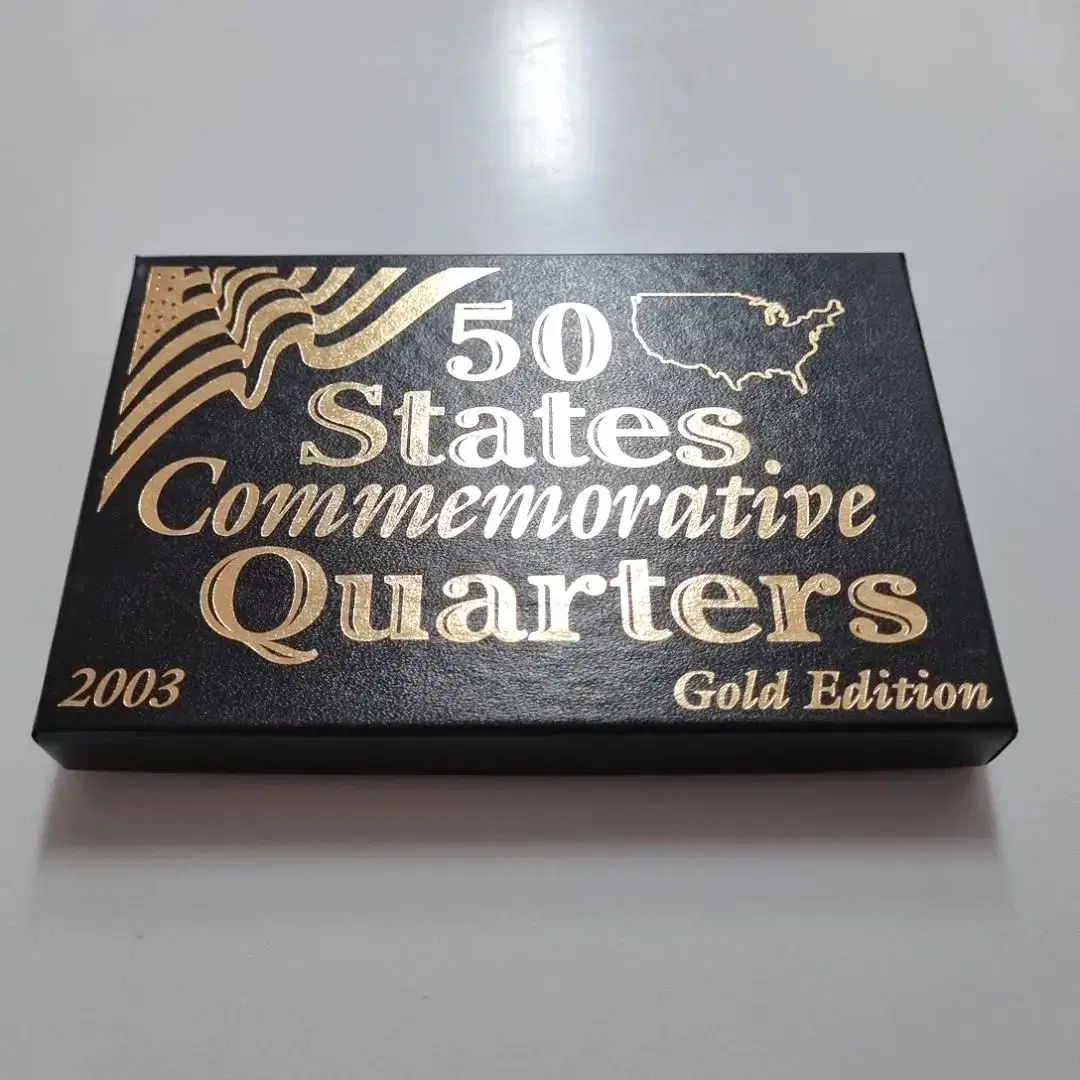 50
States
Commemorative
Quarters
2003
Gold Edition